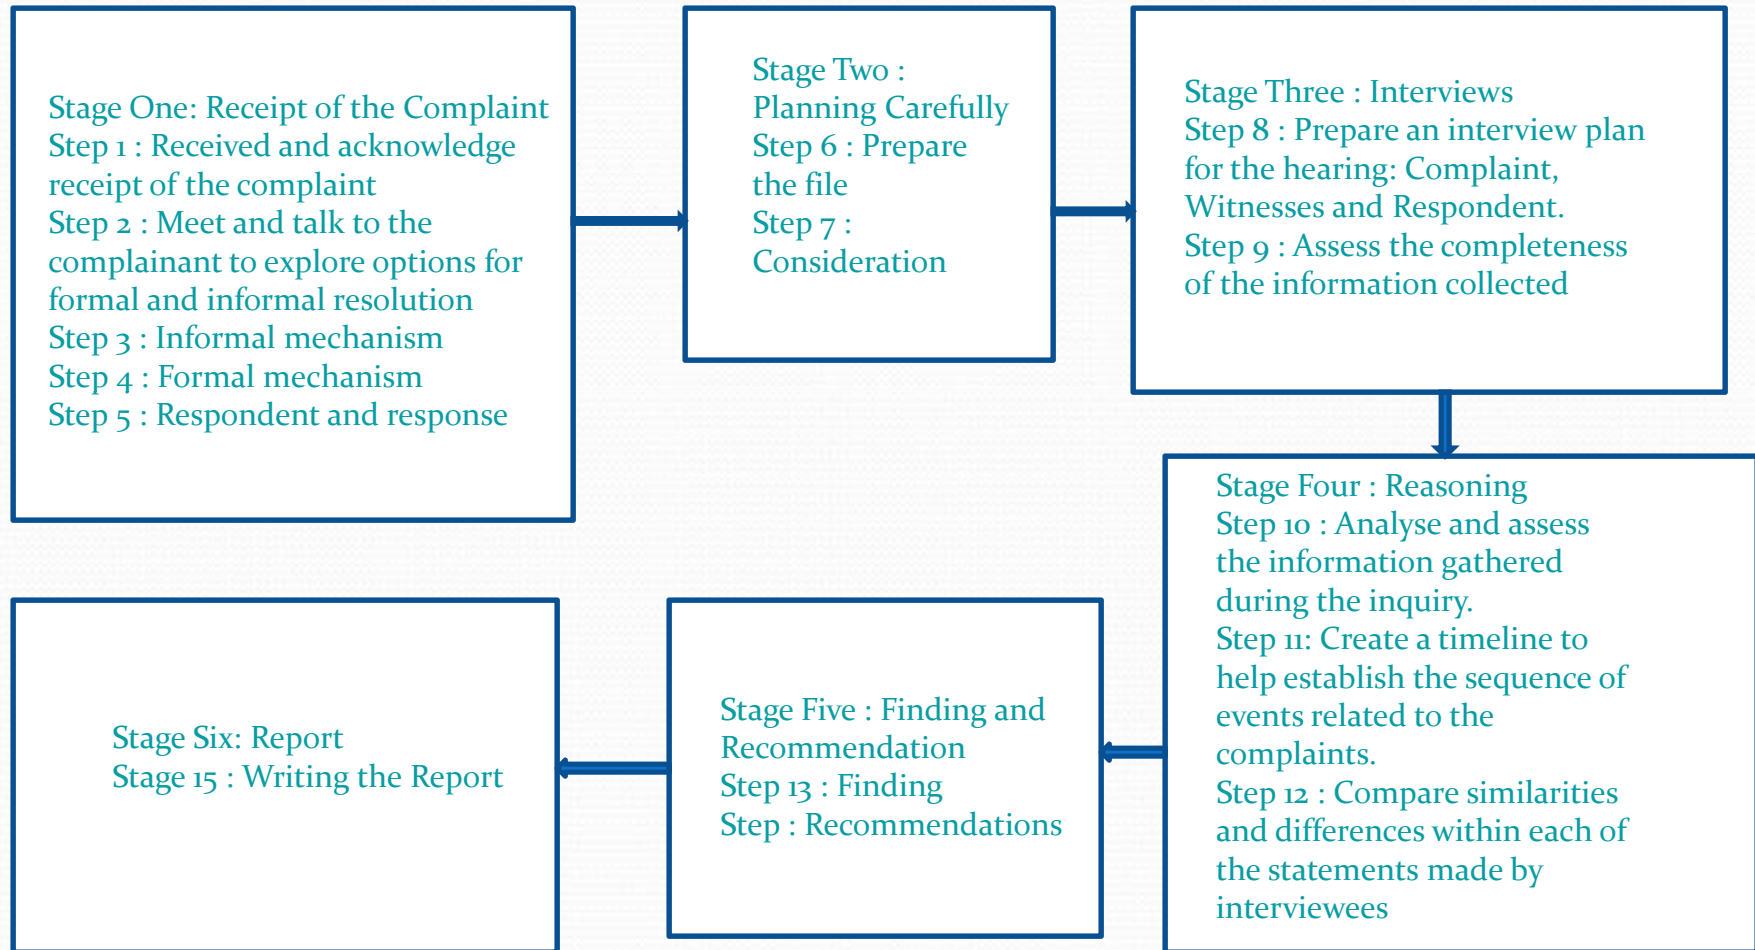 Stage One: Receipt of the Complaint
Step 1 : Received and acknowledge
receipt of the complaint
Step 2 : Meet and talk to the
complainant to explore options for
formal and informal resolution
Step 3 : Informal mechanism
Step 4 : Formal mechanism
Step 5 : Respondent and response
Stage Two :
Planning Carefully
Step 6 : Prepare
the file
Step 7 :
Consideration
Stage Three : Interviews
Step 8 : Prepare an interview plan
for the hearing: Complaint,
Witnesses and Respondent.
Step 9 : Assess the completeness
of the information collected
Stage Four : Reasoning
Step 10 : Analyse and assess
the information gathered
during the inquiry.
Step 11: Create a timeline to
help establish the sequence of
events related to the
complaints.
Step 12 : Compare similarities
and differences within each of
the statements made by
interviewees
Stage Five : Finding and
Recommendation
Step 13 : Finding
Step : Recommendations
Stage Six: Report
Stage 15 : Writing the Report